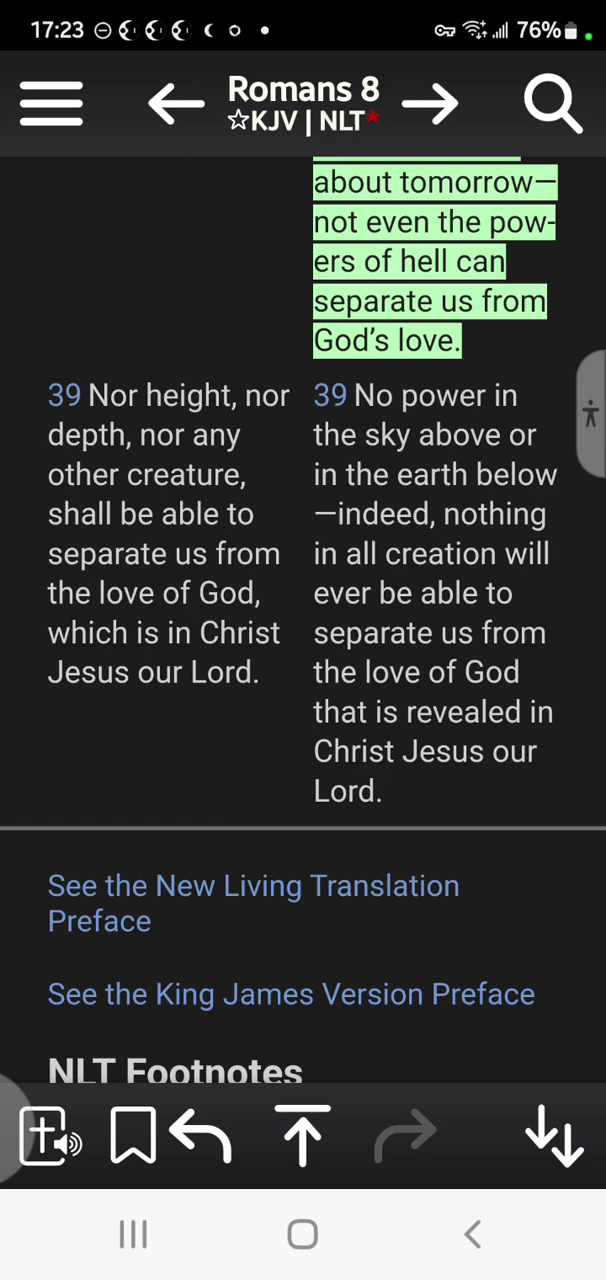 17:23 76%
Romans 8
☆KJV | NLT*
about tomorrow—
not even the pow-
ers of hell can
separate us from
God's love.
39 Nor height, nor
depth, nor any
other creature,
shall be able to
separate us from
the love of God,
which is in Christ
Jesus our Lord.
39 No power in
the sky above or
in the earth below
—indeed, nothing
in all creation will
ever be able to
separate us from
the love of God
that is revealed in
Christ Jesus our
Lord.
See the New Living Translation
Preface
See the King James Version Preface
NLT Footnotes